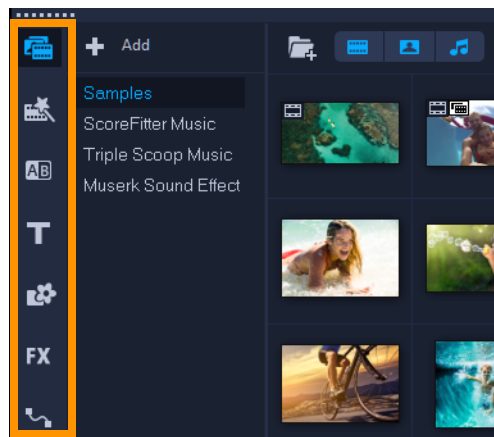 Add
Samples
ScoreFitter Music
Triple Scoop Music
Muserk Sound Effect
AB
T
FX